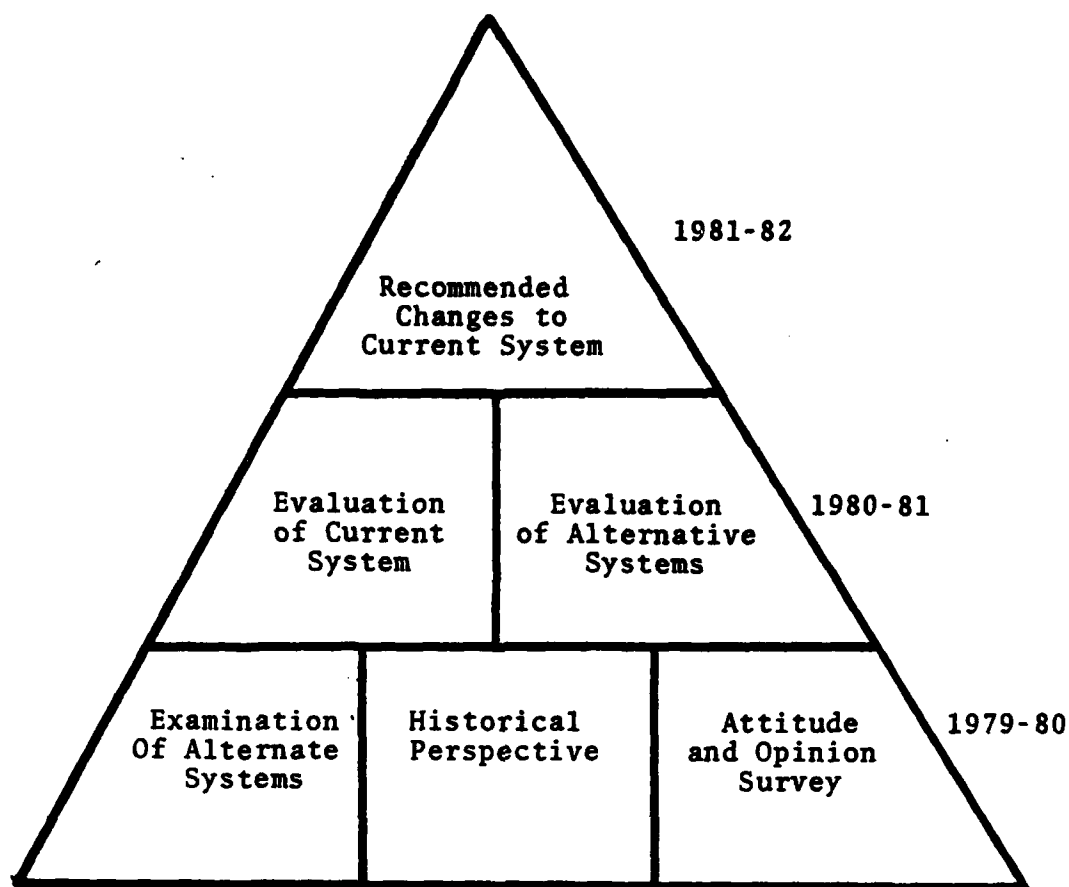 1981-82
Recommended
Changes to
Current System
Evaluation
of Current
System
Evaluation
of Alternative
Systems
1980-81
Examination
Of Alternate
Systems
Historical
Perspective
Attitude
and Opinion
Survey
1979-80